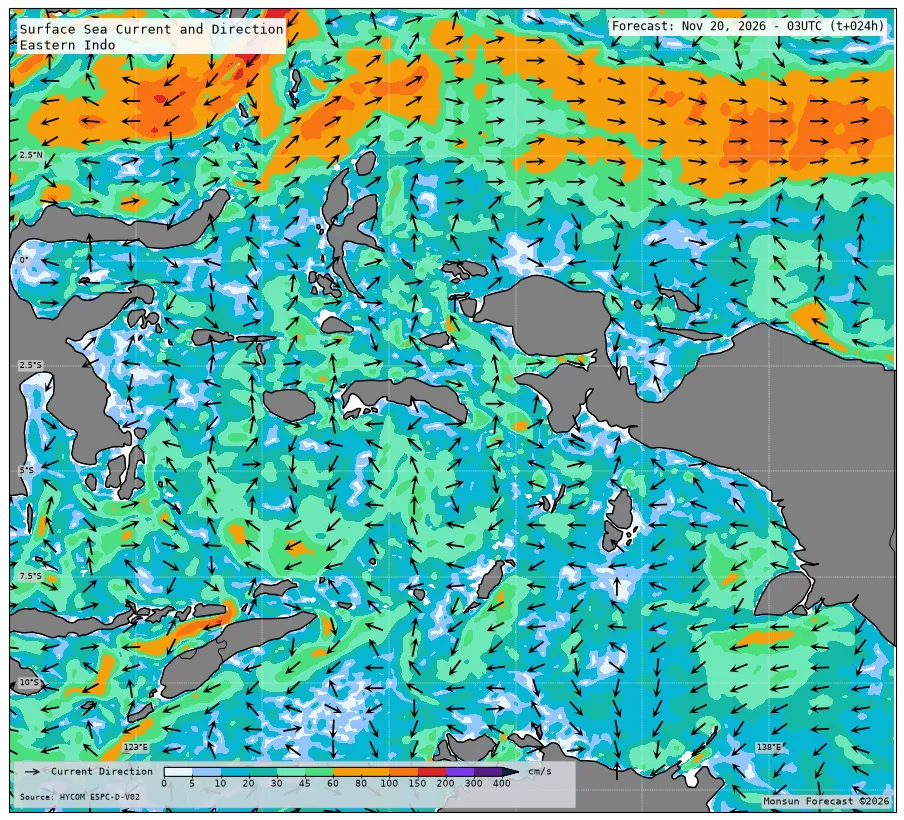 Surface Sea Current and Direction
Eastern Indo
Forecast: Nov 20, 2026 - 03UTC (t+024h)
2.5°N
0°
2.5°S
5°S
7.5°S
10°S
123°E
138°E
Current Direction
0 5 10 20 30 45 60 80 100 150 200 300 400
cm/s
Source: HYCOM ESPC-D-V02
Monsun Forecast ©2026